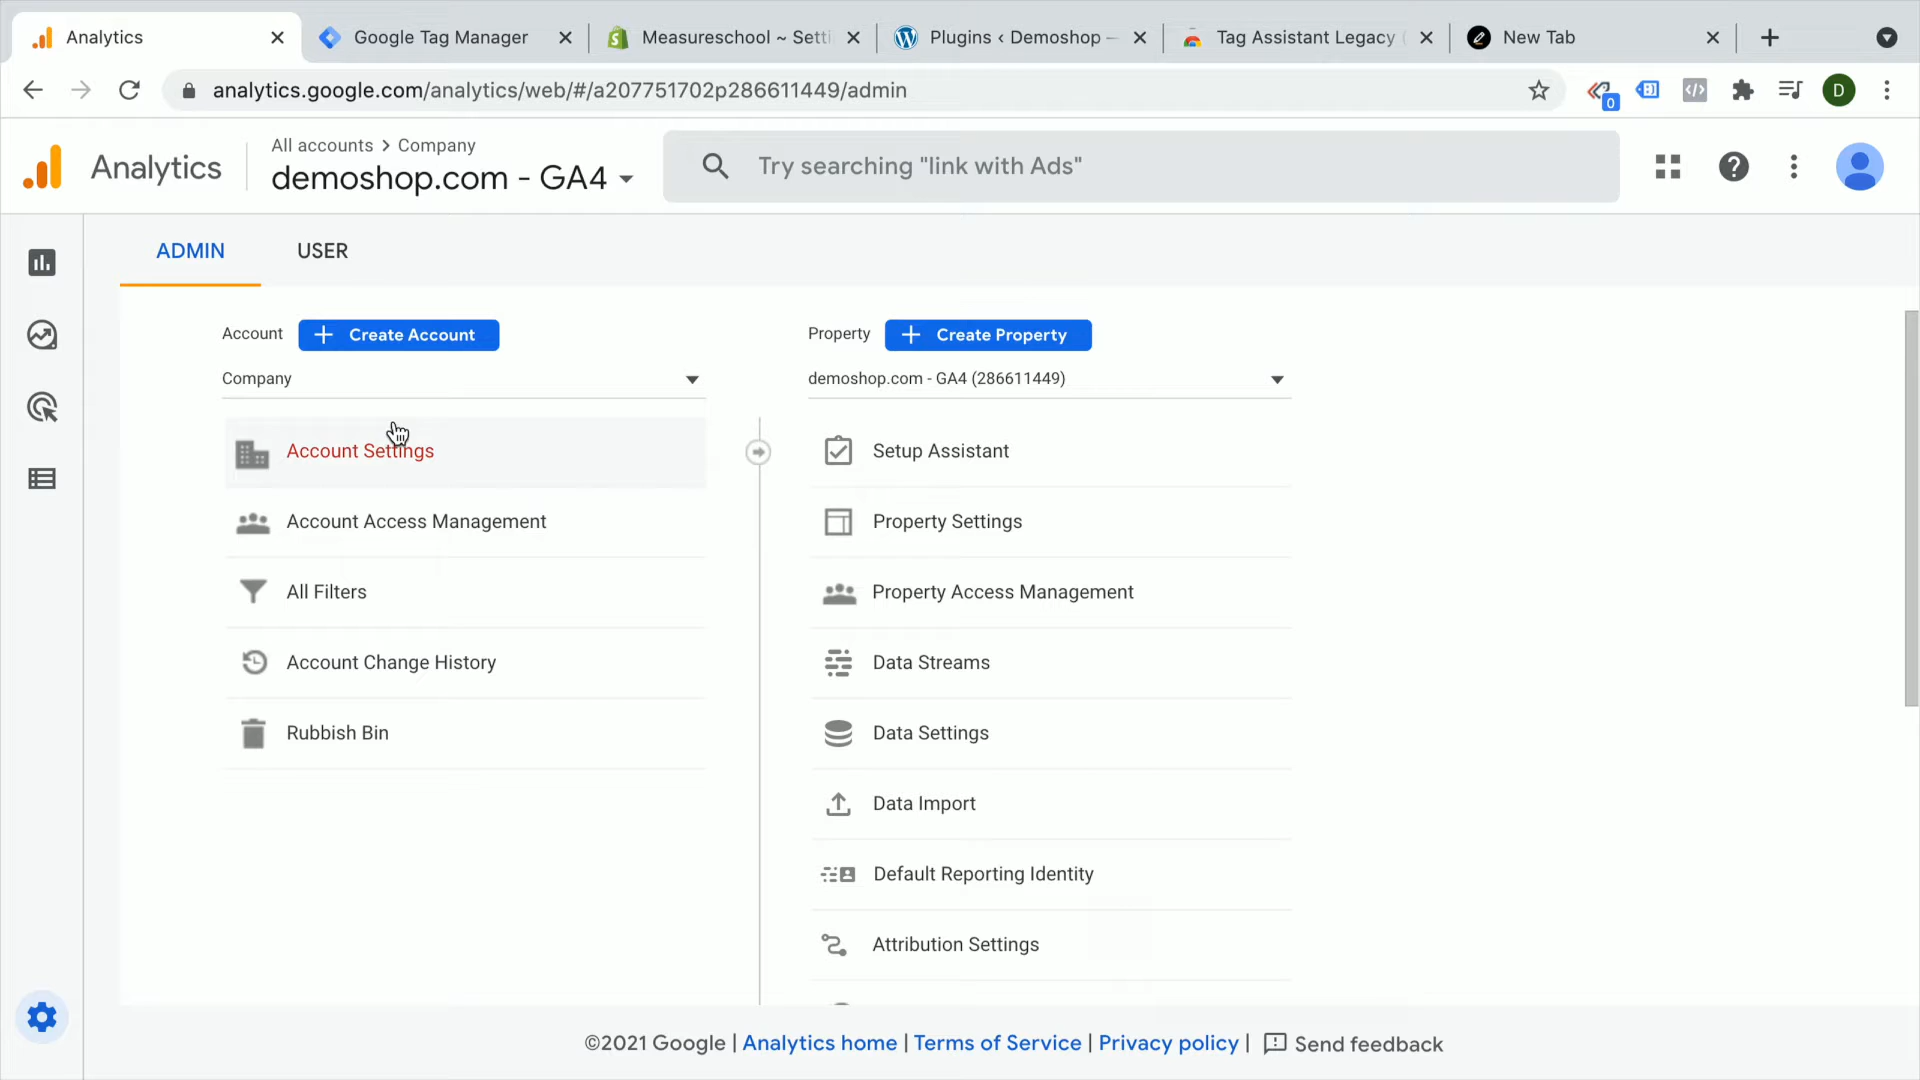 Analytics
Google Tag Manager
Measureschool ~ Setti
Plugins ‹ Demoshop —
Tag Assistant Legacy (
New Tab
analytics.google.com/analytics/web/#/a207751702p286611449/admin
0
D
Analytics
All accounts > Company
demoshop.com - GA4
Try searching "link with Ads"
ADMIN
USER
Account
Create Account
Property
Create Property
Company
demoshop.com - GA4 (286611449)
Account Settings
Setup Assistant
Account Access Management
Property Settings
All Filters
Property Access Management
Account Change History
Data Streams
Rubbish Bin
Data Settings
Data Import
Default Reporting Identity
Attribution Settings
©2021 Google | Analytics home | Terms of Service | Privacy policy | Send feedback